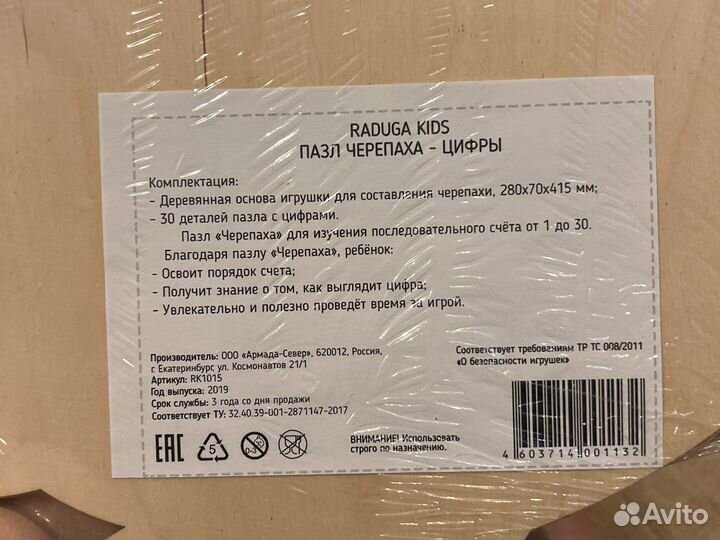 RADUGA KIDS
ПАЗЛ ЧЕРЕПАХА - ЦИФРЫ
Комплектация:
- Деревянная основа игрушки для составления черепахи, 280х70х415 мм;
- 30 деталей пазла с цифрами.
Пазл «Черепаха» для изучения последовательного счёта от 1 до 30.
Благодаря пазлу «Черепаха», ребёнок:
- Освоит порядок счета;
- Получит знание о том, как выглядит цифра;
- Увлекательно и полезно проведёт время за игрой.
Производитель: ООО «Армада-Север», 620012, Россия,
г. Екатеринбург, ул. Космонавтов 21/1
Артикул: RK1015
Год выпуска: 2019
Срок службы: 3 года со дня продажи
Соответствует ТУ: 32.40.39-001-2871147-2017
Соответствует требованиям ТР ТС 008/2011
«О безопасности игрушек»
EAC
5
0-3
ВНИМАНИЕ! Использовать
строго по назначению.
4 603714 001132
Avito